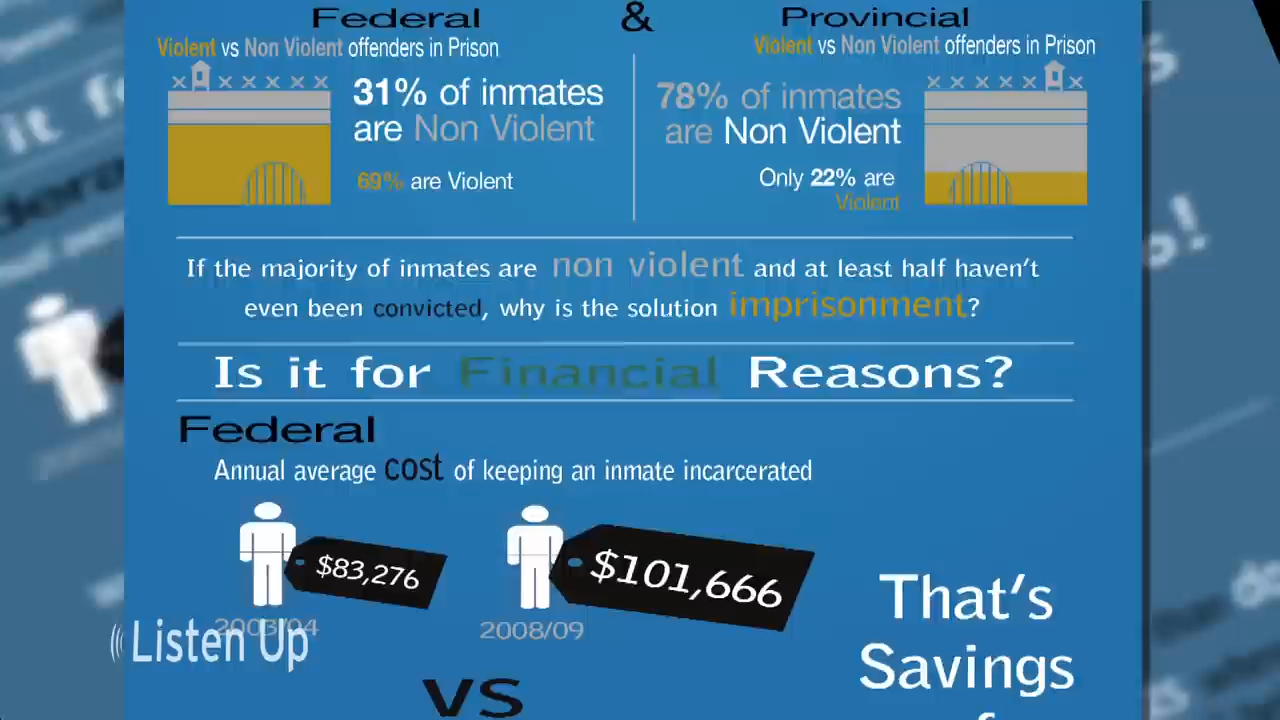 Federal & Provincial
Violent vs Non Violent offenders in Prison
31% of inmates
are Non Violent
69% are Violent
Violent vs Non Violent offenders in Prison
78% of inmates
are Non Violent
Only 22% are
Violent
If the majority of inmates are non violent and at least half haven't
even been convicted, why is the solution imprisonment?
Is it for Financial Reasons?
Federal
Annual average cost of keeping an inmate incarcerated
$83,276
$101,666
2003/04
2008/09
That's
Savings
Listen Up
vs